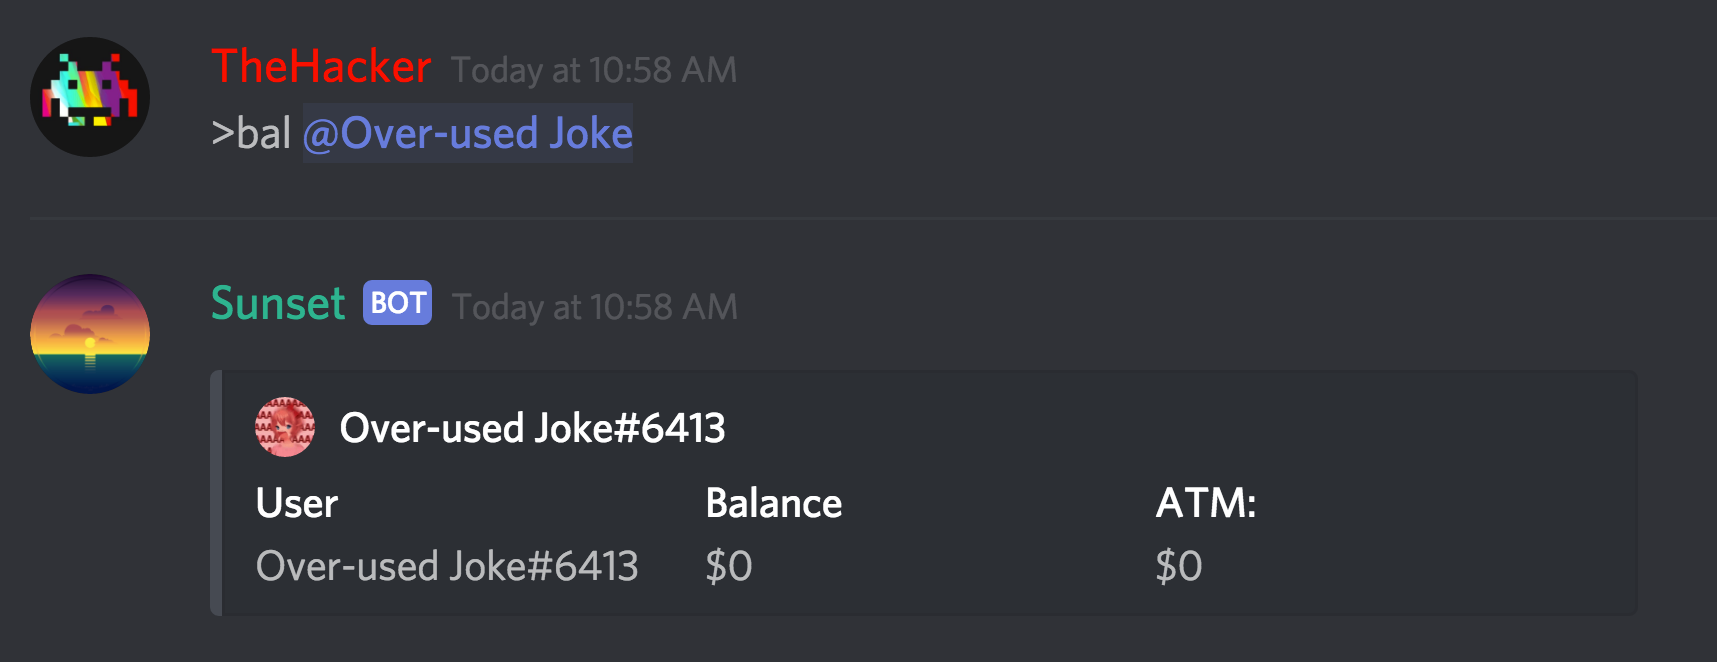 TheHacker Today at 10:58 AM
>bal @Over-used Joke
Sunset BOT Today at 10:58 AM
Over-used Joke#6413
User Balance ATM:
Over-used Joke#6413 $0 $0